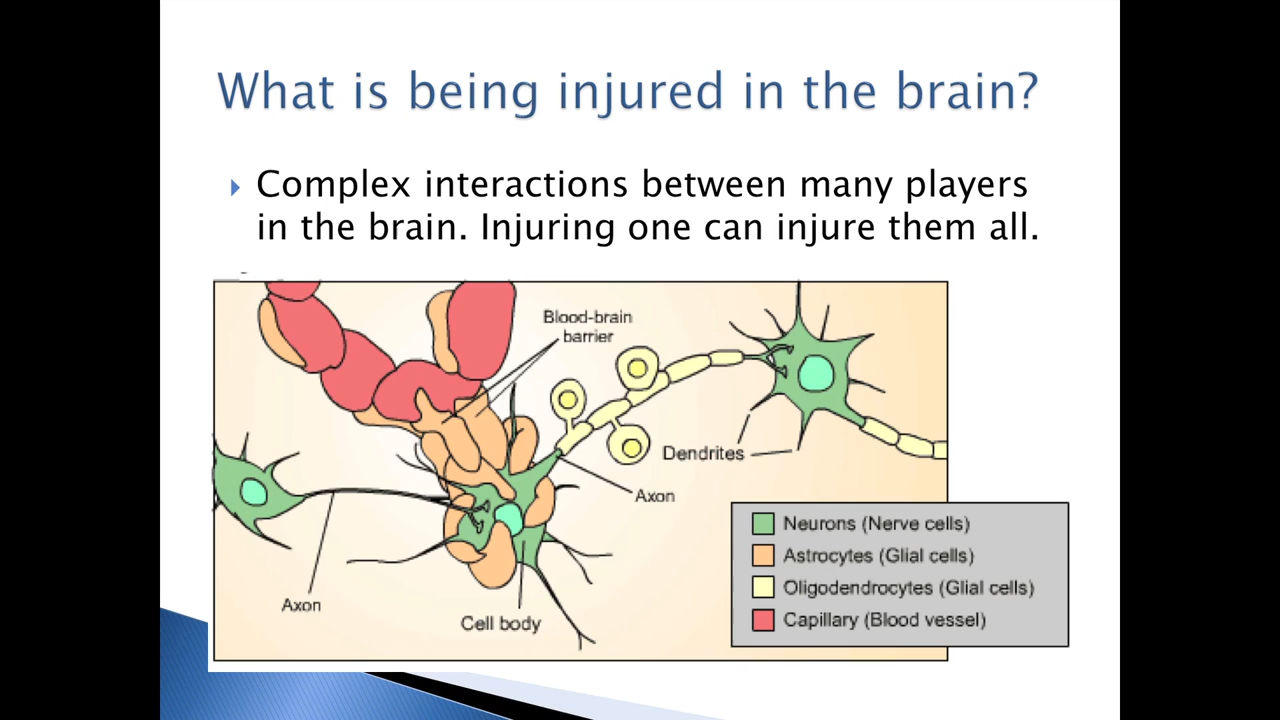 What is being injured in the brain?
Complex interactions between many players
in the brain. Injuring one can injure them all.
Blood-brain
barrier
Dendrites
Axon
Axon
Cell body
Neurons (Nerve cells)
Astrocytes (Glial cells)
Oligodendrocytes (Glial cells)
Capillary (Blood vessel)